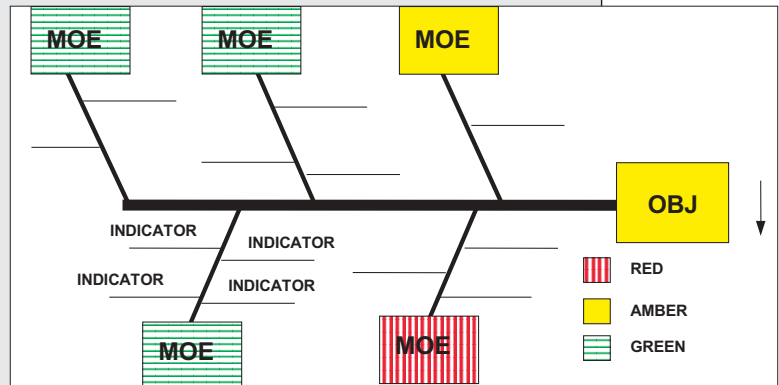 MOE
MOE
MOE
OBJ
INDICATOR
INDICATOR
INDICATOR
INDICATOR
MOE
MOE
RED
AMBER
GREEN